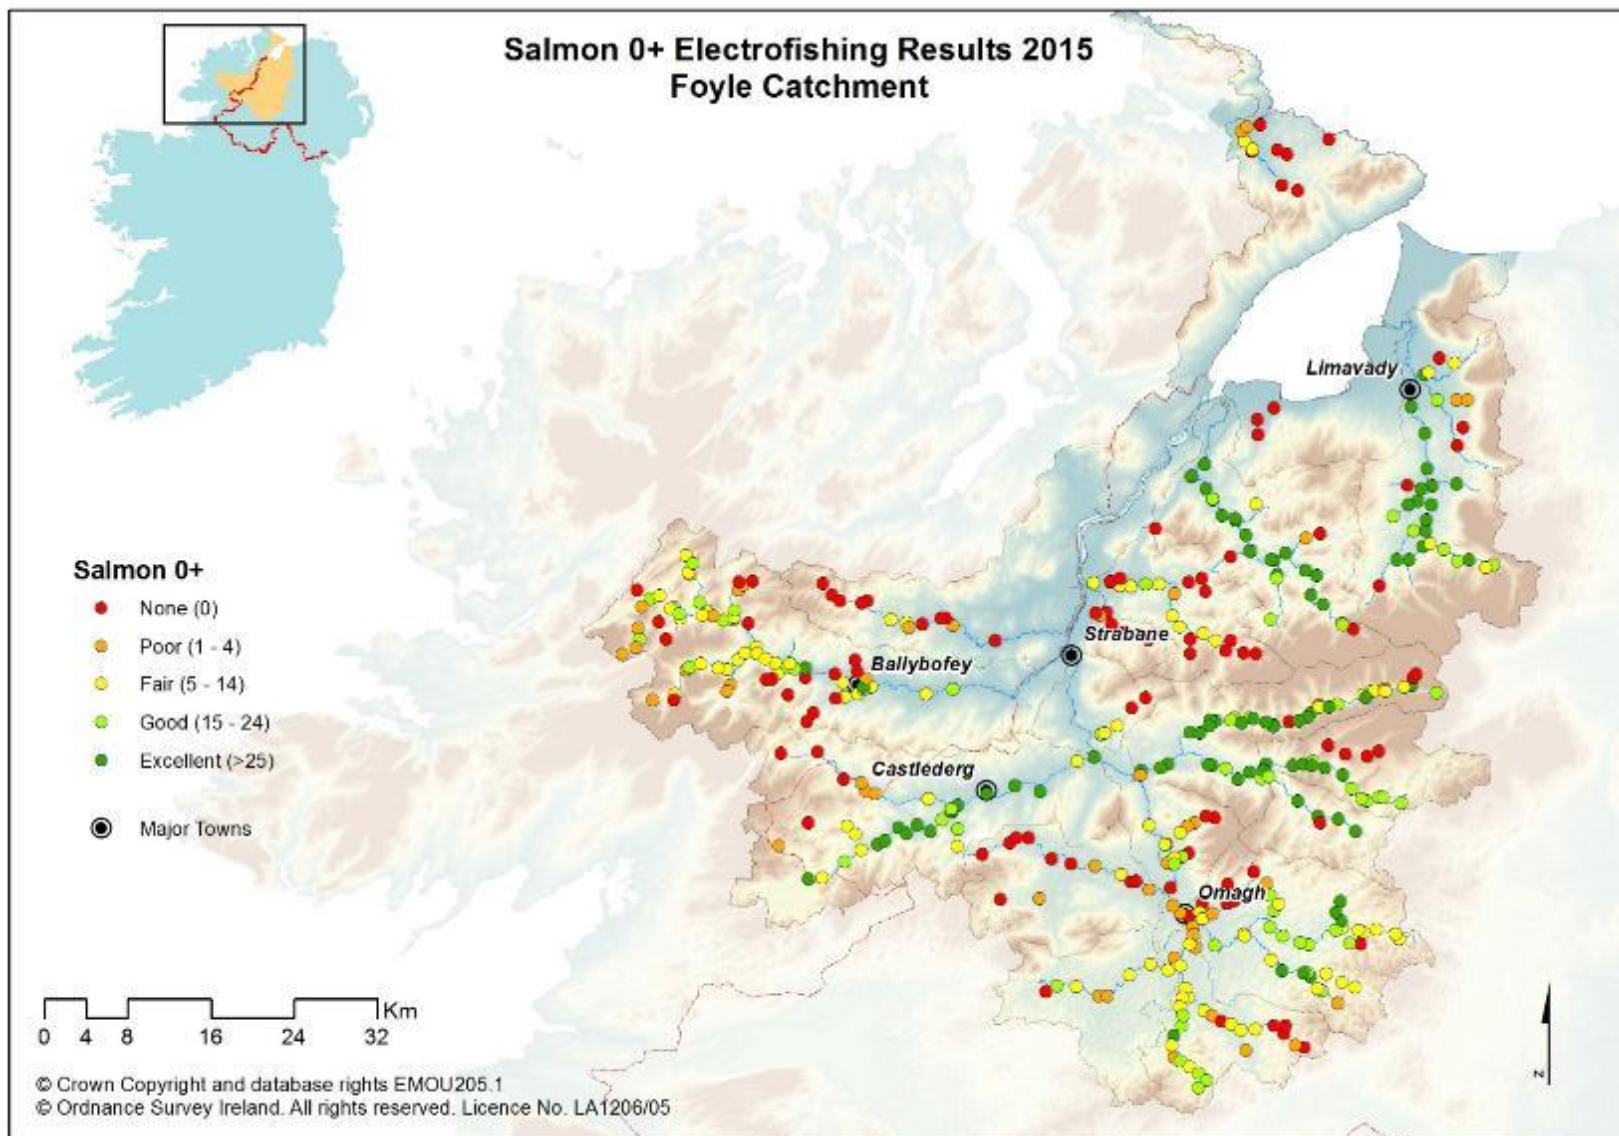 Salmon 0+ Electrofishing Results 2015
Foyle Catchment
Limavady
Strabane
Ballybofey
Castlederg
Omagh
Salmon 0+
None (0)
Poor (1 - 4)
Fair (5 - 14)
Good (15 - 24)
Excellent (>25)
Major Towns
Km
0 4 8 16 24 32
N
© Crown Copyright and database rights EMOU205.1
© Ordnance Survey Ireland. All rights reserved. Licence No. LA1206/05